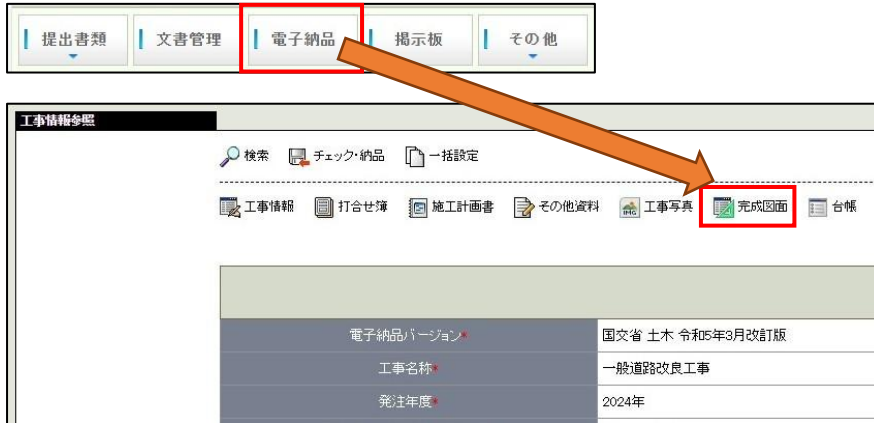 提出書類 文書管理 電子納品 掲示板 その他
工事情報参照
検索 チェック・納品 一括設定
工事情報 打合せ簿 施工計画書 その他資料 工事写真 完成図面 台帳
電子納品バージョン* 国交省 土木 令和5年3月改訂版
工事名称* 一般道路改良工事
発注年度* 2024年